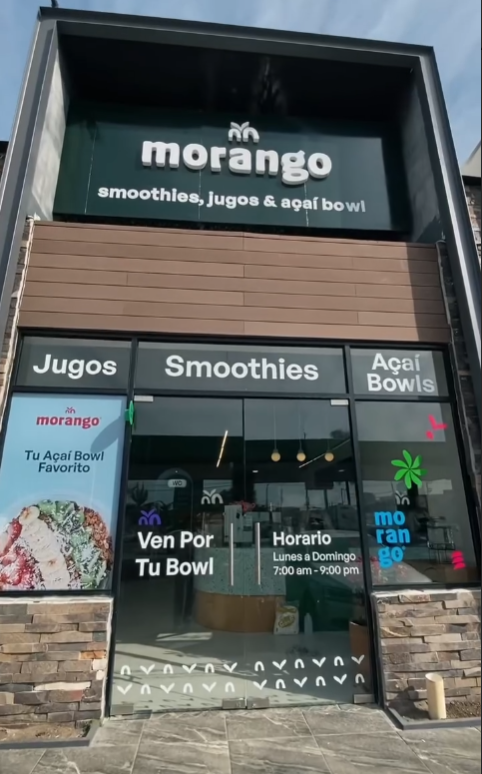 morango
smoothies, jugos & açaí bowl
Jugos
Smoothies
Açaí
Bowls
morango
Tu Açaí Bowl
Favorito
Ven Por
Tu Bowl
Horario
Lunes a Domingo
7:00 am - 9:00 pm
mo
ran
go